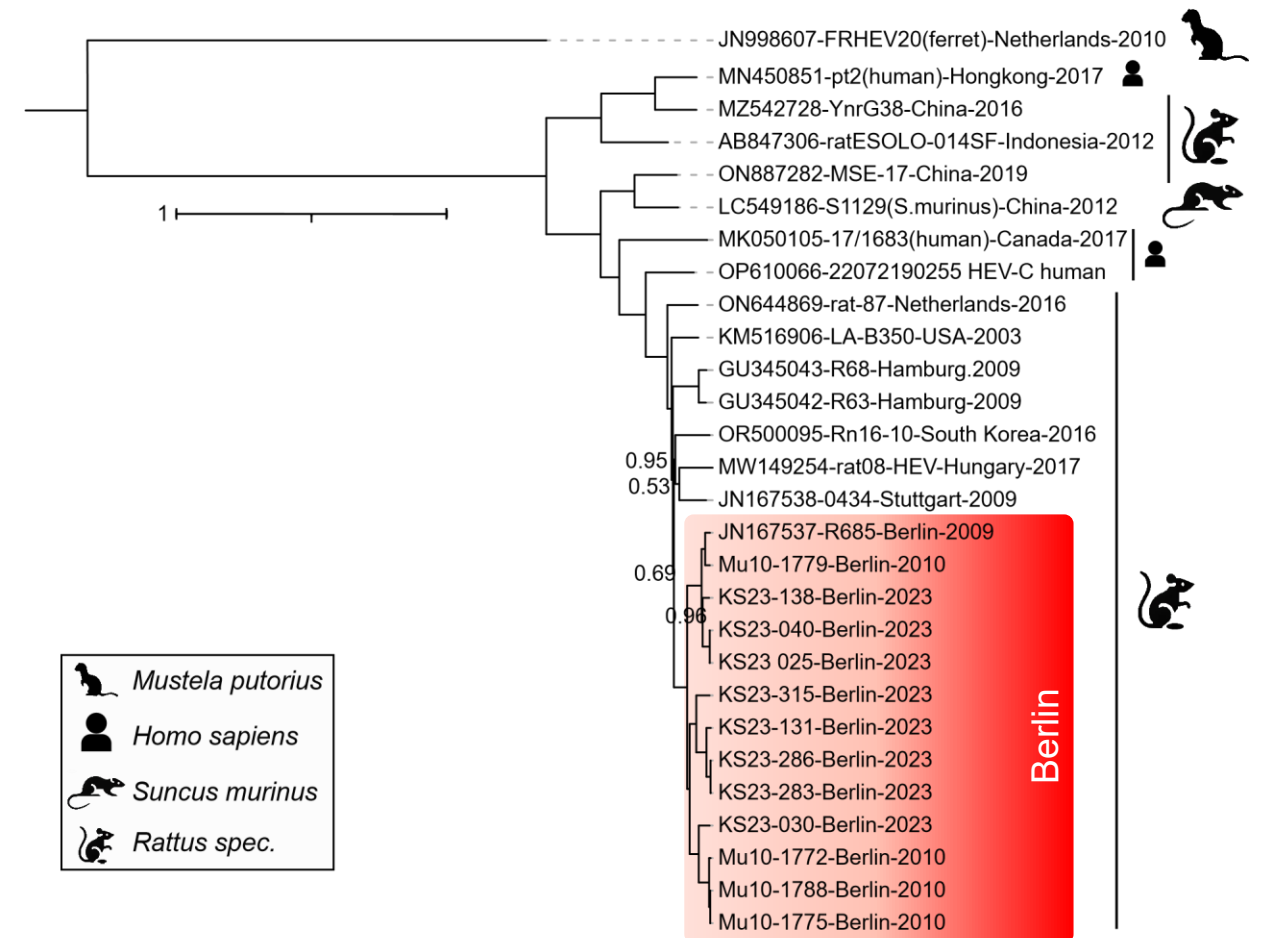 JN998607-FRHEV20(ferret)-Netherlands-2010
MN450851-pt2(human)-Hongkong-2017
MZ542728-YnrG38-China-2016
AB847306-ratESOLO-014SF-Indonesia-2012
ON887282-MSE-17-China-2019
LC549186-S1129(S.murinus)-China-2012
1
MK050105-17/1683(human)-Canada-2017
OP610066-22072190255 HEV-C human
ON644869-rat-87-Netherlands-2016
KM516906-LA-B350-USA-2003
GU345043-R68-Hamburg.2009
GU345042-R63-Hamburg-2009
OR500095-Rn16-10-South Korea-2016
0.95
MW149254-rat08-HEV-Hungary-2017
0.53
JN167538-0434-Stuttgart-2009
JN167537-R685-Berlin-2009
Mu10-1779-Berlin-2010
0.69
KS23-138-Berlin-2023
0.96
KS23-040-Berlin-2023
KS23 025-Berlin-2023
KS23-315-Berlin-2023
KS23-131-Berlin-2023
KS23-286-Berlin-2023
KS23-283-Berlin-2023
KS23-030-Berlin-2023
Mu10-1772-Berlin-2010
Mu10-1788-Berlin-2010
Mu10-1775-Berlin-2010
Berlin
Mustela putorius
Homo sapiens
Suncus murinus
Rattus spec.